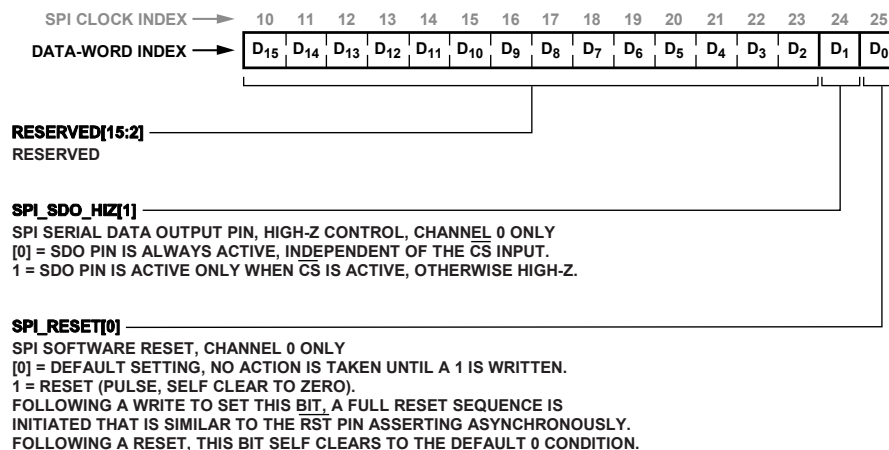 SPI CLOCK INDEX 10 11 12 13 14 15 16 17 18 19 20 21 22 23 24 25
DATA-WORD INDEX D15 D14 D13 D12 D11 D10 D9 D8 D7 D6 D5 D4 D3 D2 D1 D0
RESERVED[15:2]
RESERVED
SPI_SDO_HIZ[1]
SPI SERIAL DATA OUTPUT PIN, HIGH-Z CONTROL, CHANNEL 0 ONLY
[0] = SDO PIN IS ALWAYS ACTIVE, INDEPENDENT OF THE CS INPUT.
1 = SDO PIN IS ACTIVE ONLY WHEN CS IS ACTIVE, OTHERWISE HIGH-Z.
SPI_RESET[0]
SPI SOFTWARE RESET, CHANNEL 0 ONLY
[0] = DEFAULT SETTING, NO ACTION IS TAKEN UNTIL A 1 IS WRITTEN.
1 = RESET (PULSE, SELF CLEAR TO ZERO).
FOLLOWING A WRITE TO SET THIS BIT, A FULL RESET SEQUENCE IS
INITIATED THAT IS SIMILAR TO THE RST PIN ASSERTING ASYNCHRONOUSLY.
FOLLOWING A RESET, THIS BIT SELF CLEARS TO THE DEFAULT 0 CONDITION.